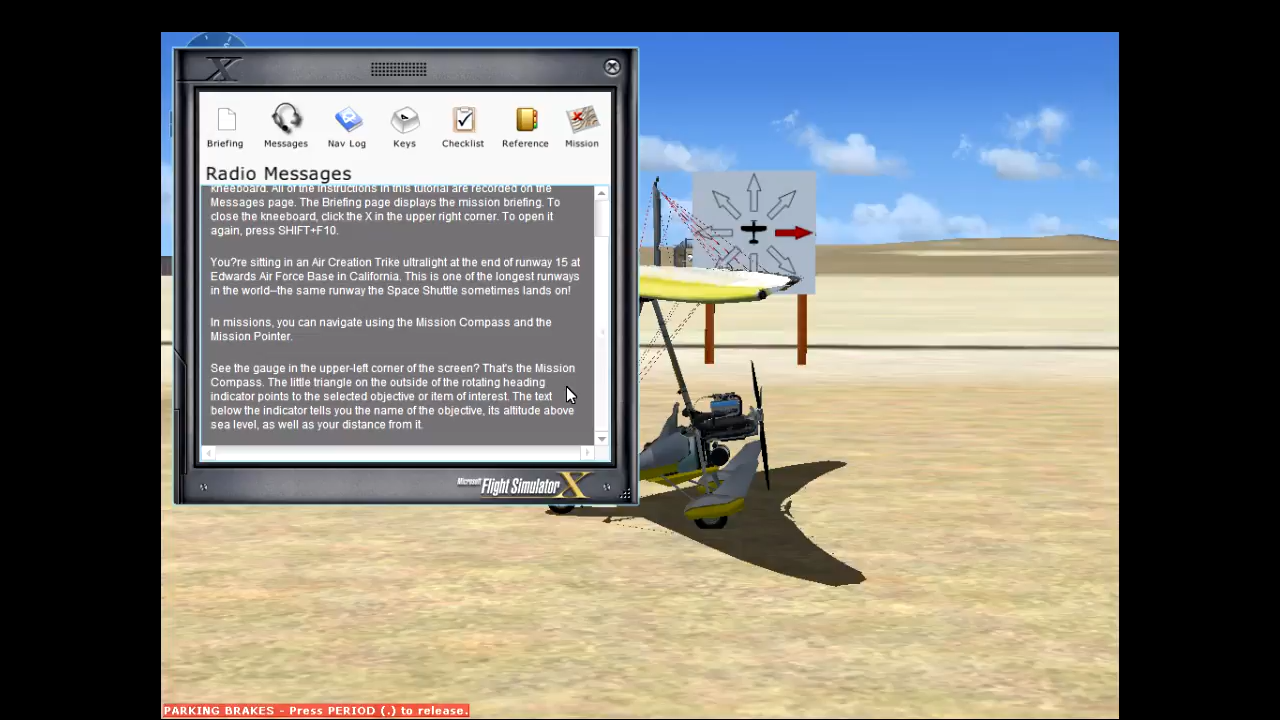 X
Briefing
Messages
Nav Log
Keys
Checklist
Reference
Mission
Radio Messages
kneeboard. All of the instructions in this tutorial are recorded on the
Messages page. The Briefing page displays the mission briefing. To
close the kneeboard, click the X in the upper right corner. To open it
again, press SHIFT+F10.
You?re sitting in an Air Creation Trike ultralight at the end of runway 15 at
Edwards Air Force Base in California. This is one of the longest runways
in the world--the same runway the Space Shuttle sometimes lands on!
In missions, you can navigate using the Mission Compass and the
Mission Pointer.
See the gauge in the upper-left corner of the screen? That's the Mission
Compass. The little triangle on the outside of the rotating heading
indicator points to the selected objective or item of interest. The text
below the indicator tells you the name of the objective, its altitude above
sea level, as well as your distance from it.
Microsoft Flight Simulator X
PARKING BRAKES - Press PERIOD (.) to release.